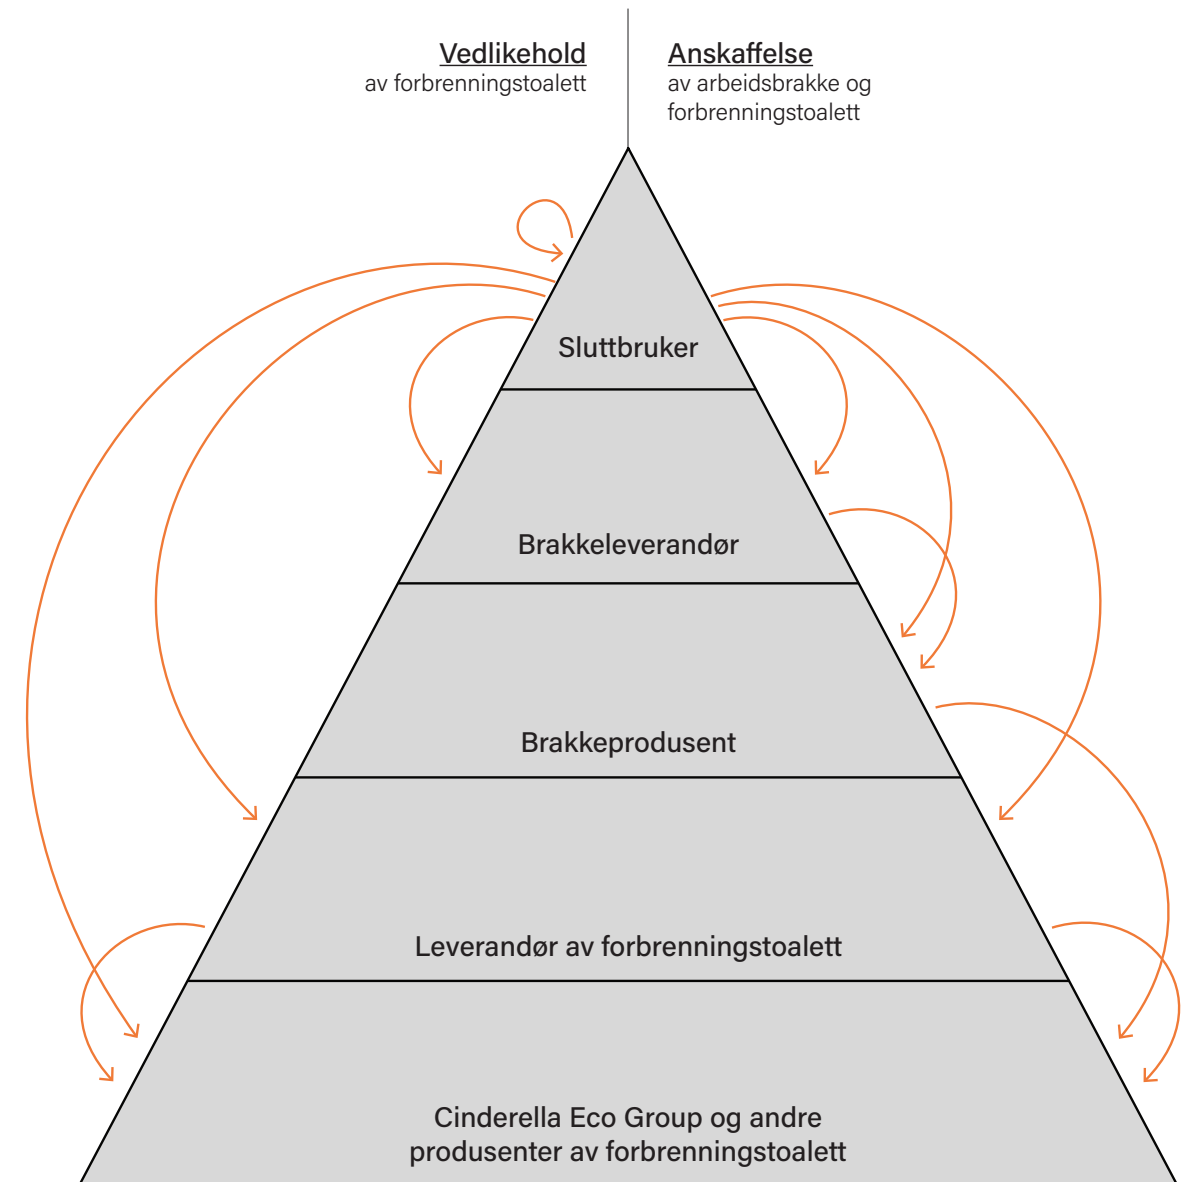 Vedlikehold
av forbrenningstoalett
Anskaffelse
av arbeidsbrakke og
forbrenningstoalett
Sluttbruker
Brakkeleverandør
Brakkeprodusent
Leverandør av forbrenningstoalett
Cinderella Eco Group og andre
produsenter av forbrenningstoalett